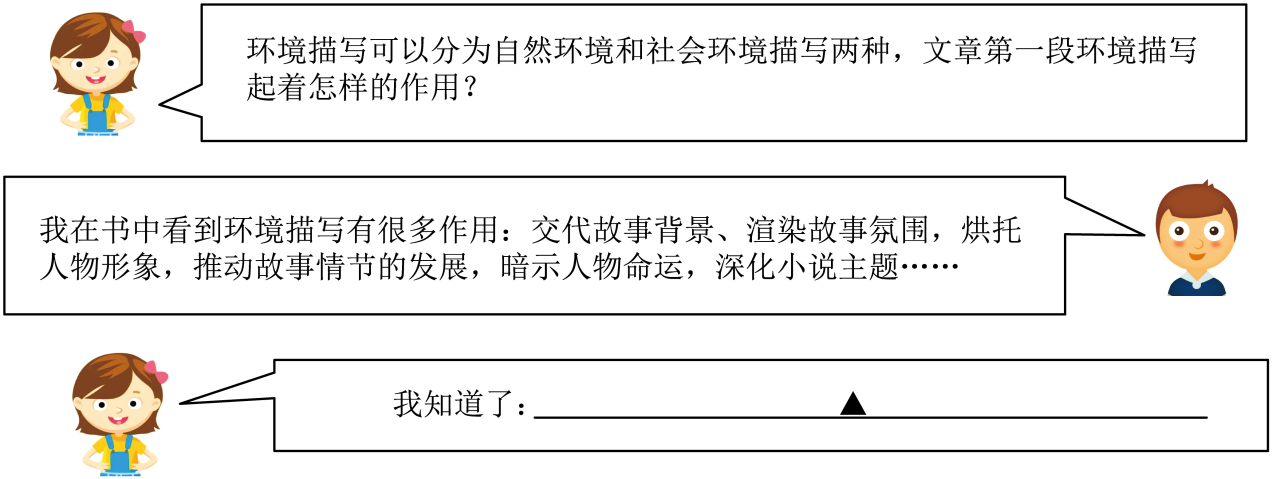 环境描写可以分为自然环境和社会环境描写两种，文章第一段环境描写
起着怎样的作用？
我在书中看到环境描写有很多作用：交代故事背景、渲染故事氛围，烘托
人物形象，推动故事情节的发展，暗示人物命运，深化小说主题……
我知道了：▲